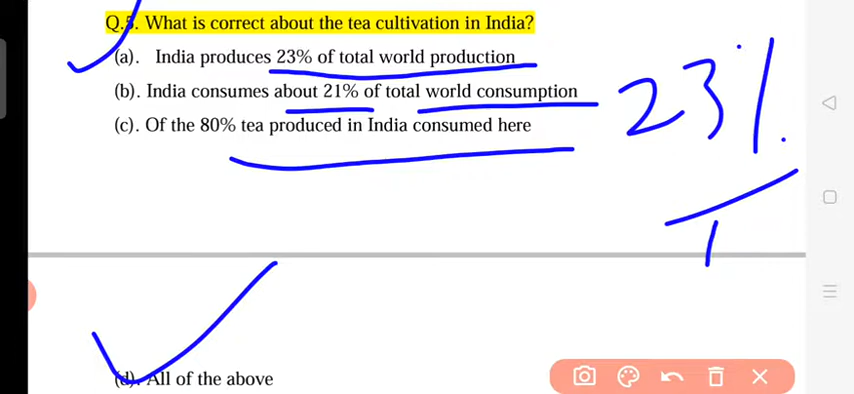 Q.5. What is correct about the tea cultivation in India?
(a). India produces 23% of total world production
(b). India consumes about 21% of total world consumption
(c). Of the 80% tea produced in India consumed here
23%
(d). All of the above